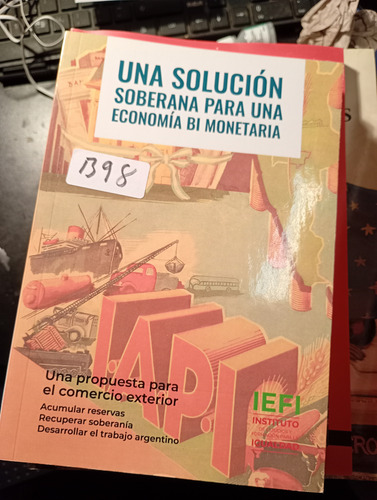 UNA SOLUCIÓN
SOBERANA PARA UNA
ECONOMÍA BI MONETARIA
B98
I.A.P.I.
Una propuesta para
el comercio exterior
Acumular reservas
Recuperar soberanía
Desarrollar el trabajo argentino
IEFI
INSTITUTO